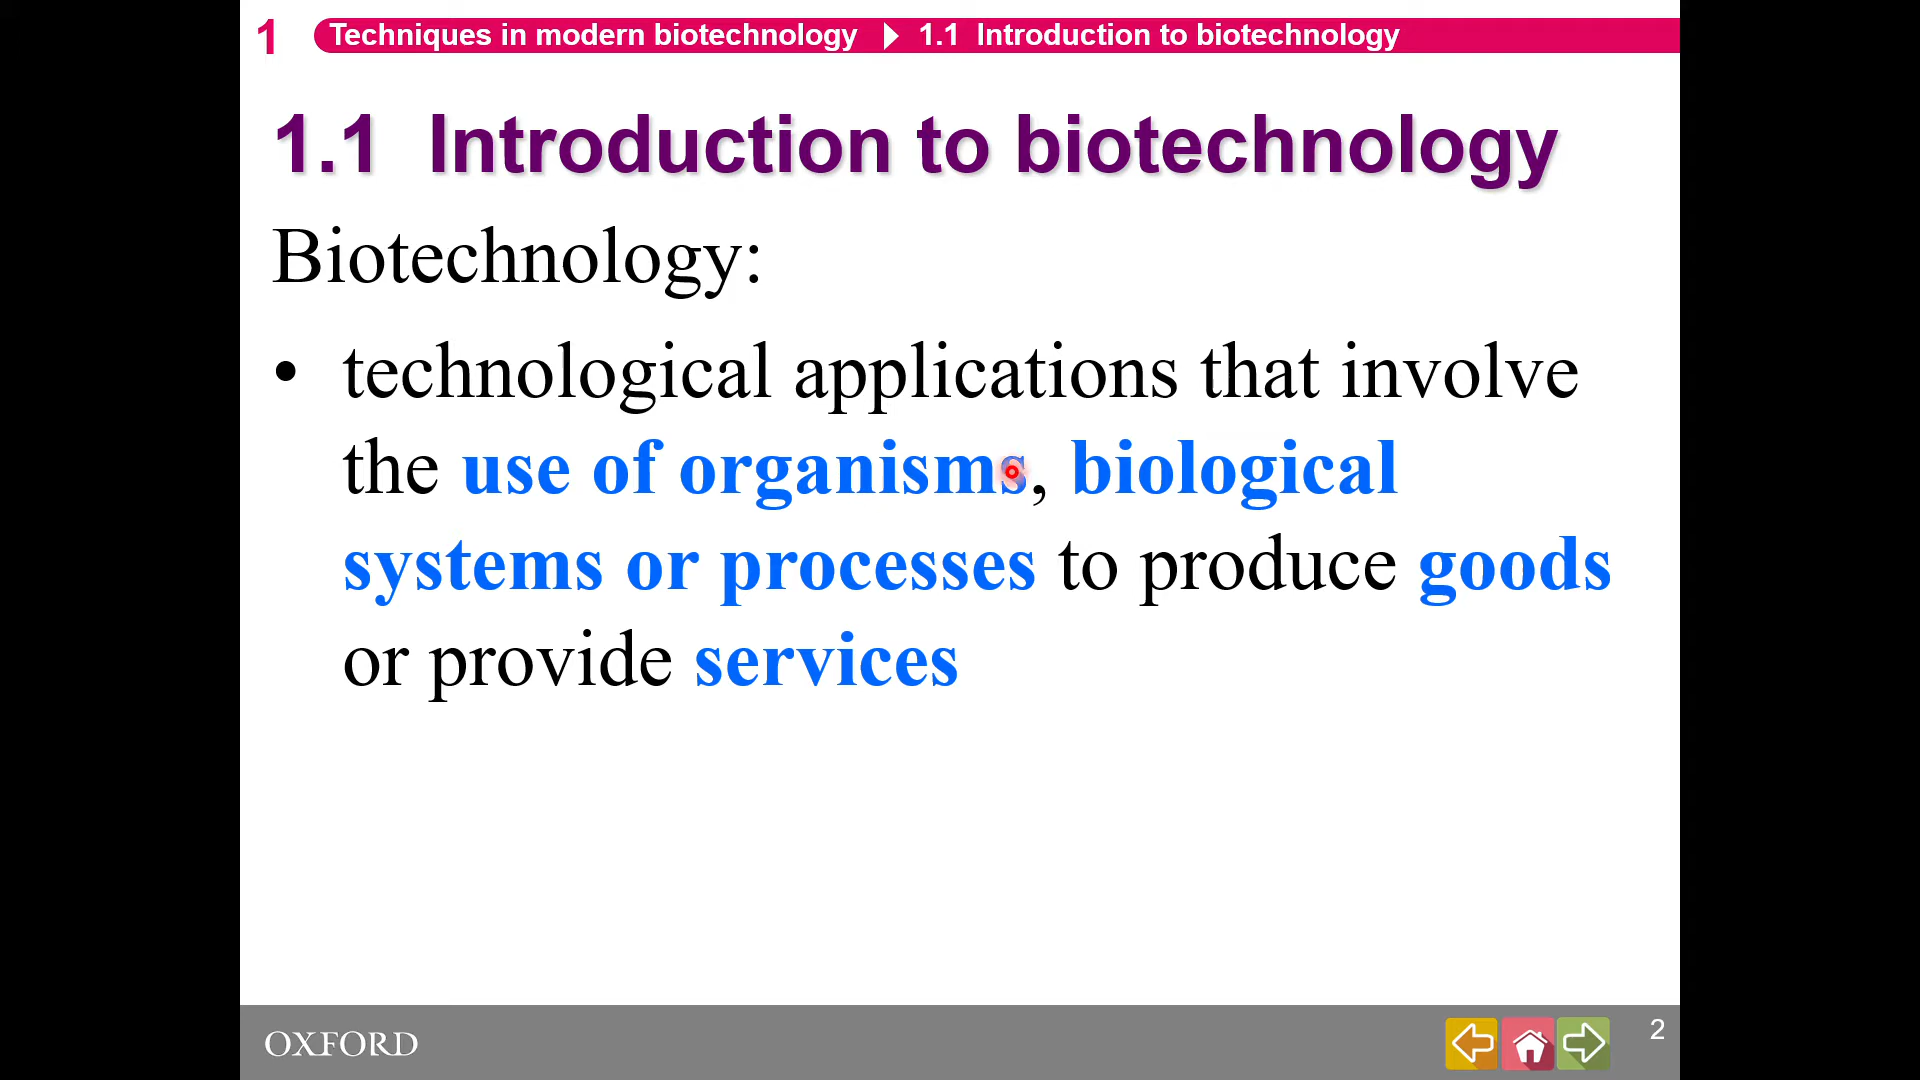 1 Techniques in modern biotechnology 1.1 Introduction to biotechnology
1.1 Introduction to biotechnology
Biotechnology:
• technological applications that involve
the use of organisms, biological
systems or processes to produce goods
or provide services
OXFORD 2